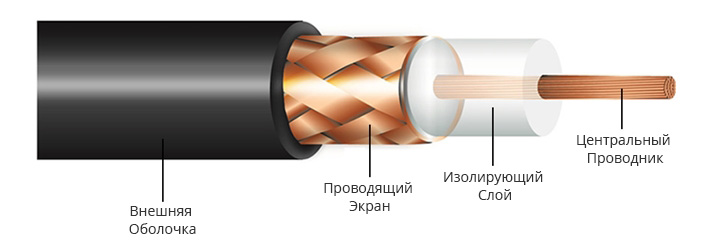 Центральный
Проводник
Изолирующий
Слой
Проводящий
Экран
Внешняя
Оболочка